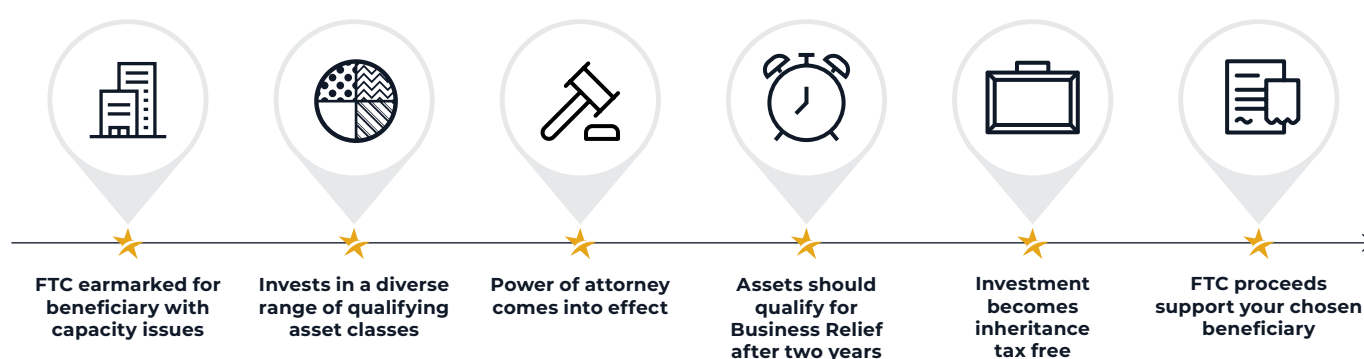 FTC earmarked for
beneficiary with
capacity issues
Invests in a diverse
range of qualifying
asset classes
Power of attorney
comes into effect
Assets should
qualify for
Business Relief
after two years
Investment
becomes
inheritance
tax free
FTC proceeds
support your chosen
beneficiary